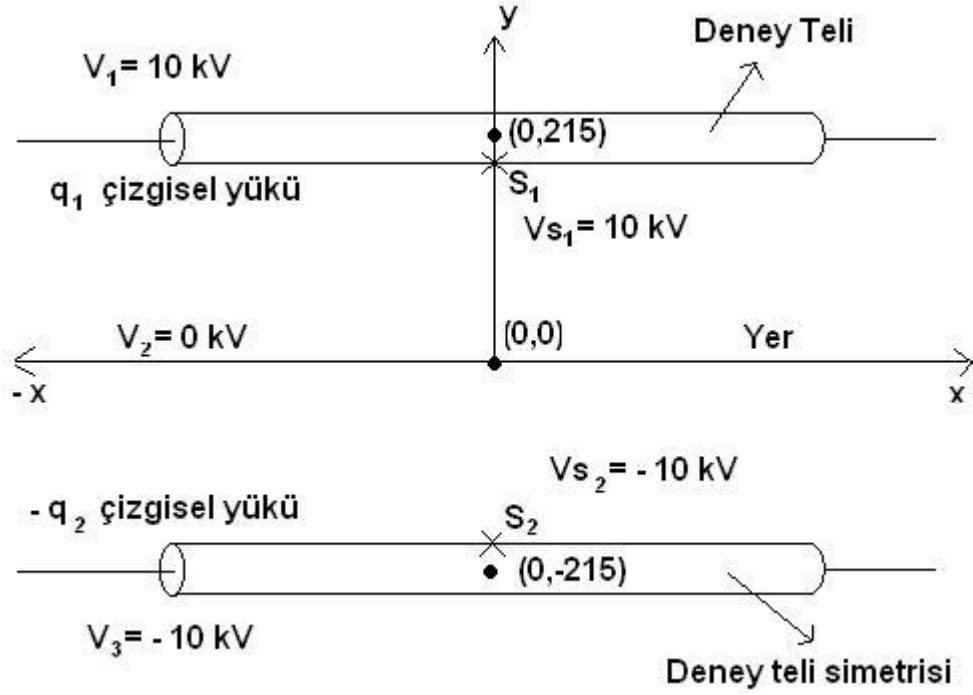 y
Deney Teli
V₁= 10 kV
(0,215)
q₁ çizgisel yükü
S₁
Vs₁= 10 kV
V₂= 0 kV
(0,0)
Yer
- x
x
Vs₂= - 10 kV
- q₂ çizgisel yükü
S₂
(0,-215)
V₃= - 10 kV
Deney teli simetrisi